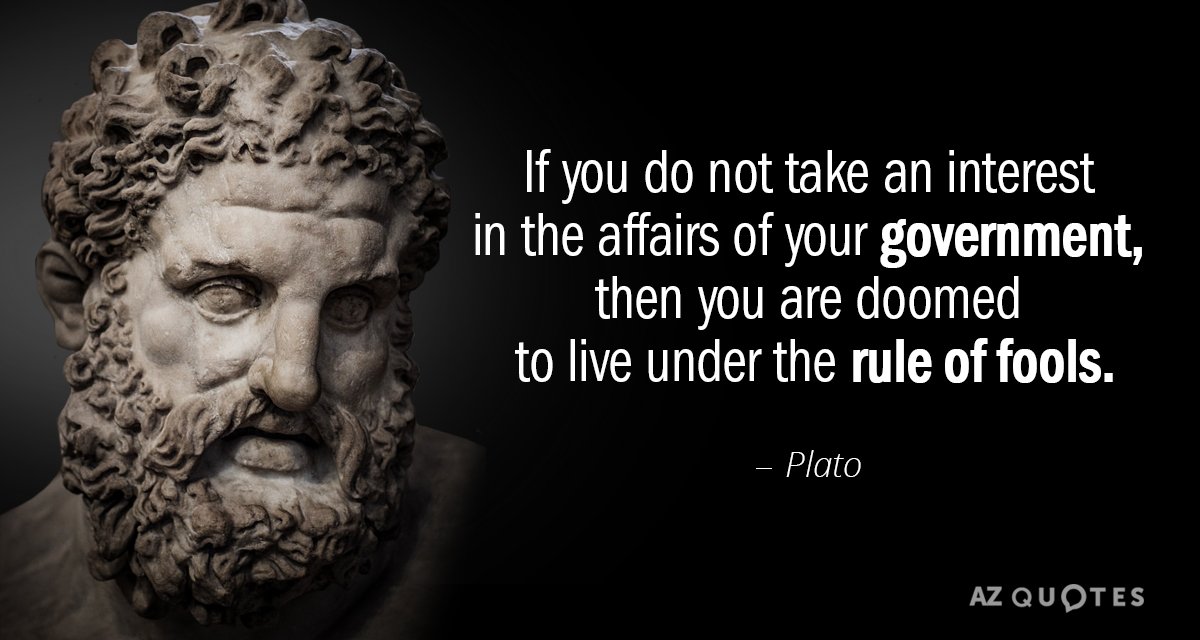 If you do not take an interest
in the affairs of your government,
then you are doomed
to live under the rule of fools.
– Plato
AZ QUOTES